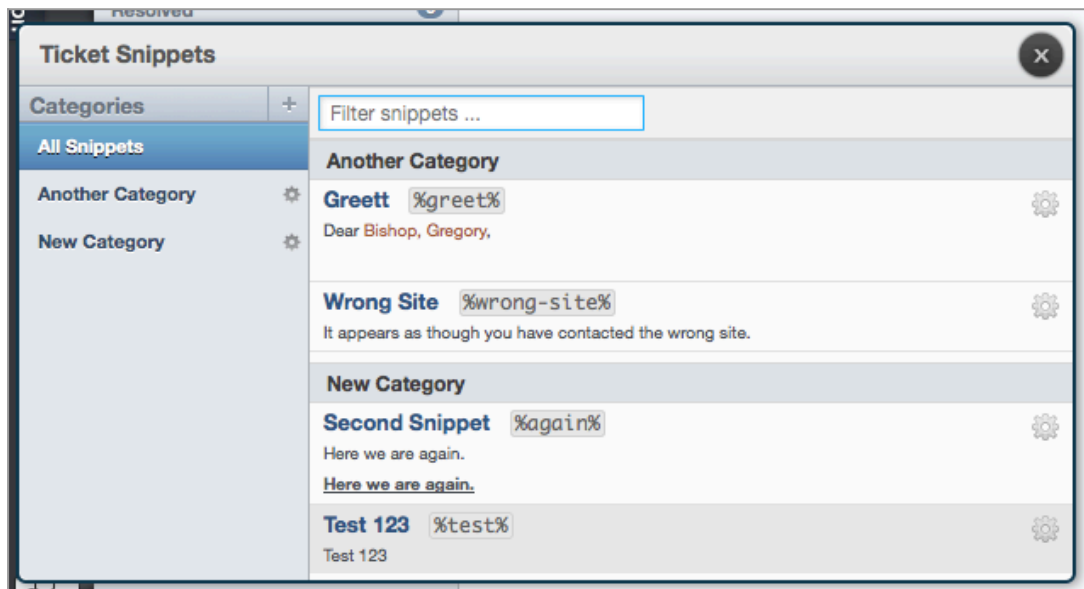 Resolved
Ticket Snippets
Categories
All Snippets
Another Category
New Category
Filter snippets ...
Another Category
Greett %greet%
Dear Bishop, Gregory,
Wrong Site %wrong-site%
It appears as though you have contacted the wrong site.
New Category
Second Snippet %again%
Here we are again.
Here we are again.
Test 123 %test%
Test 123